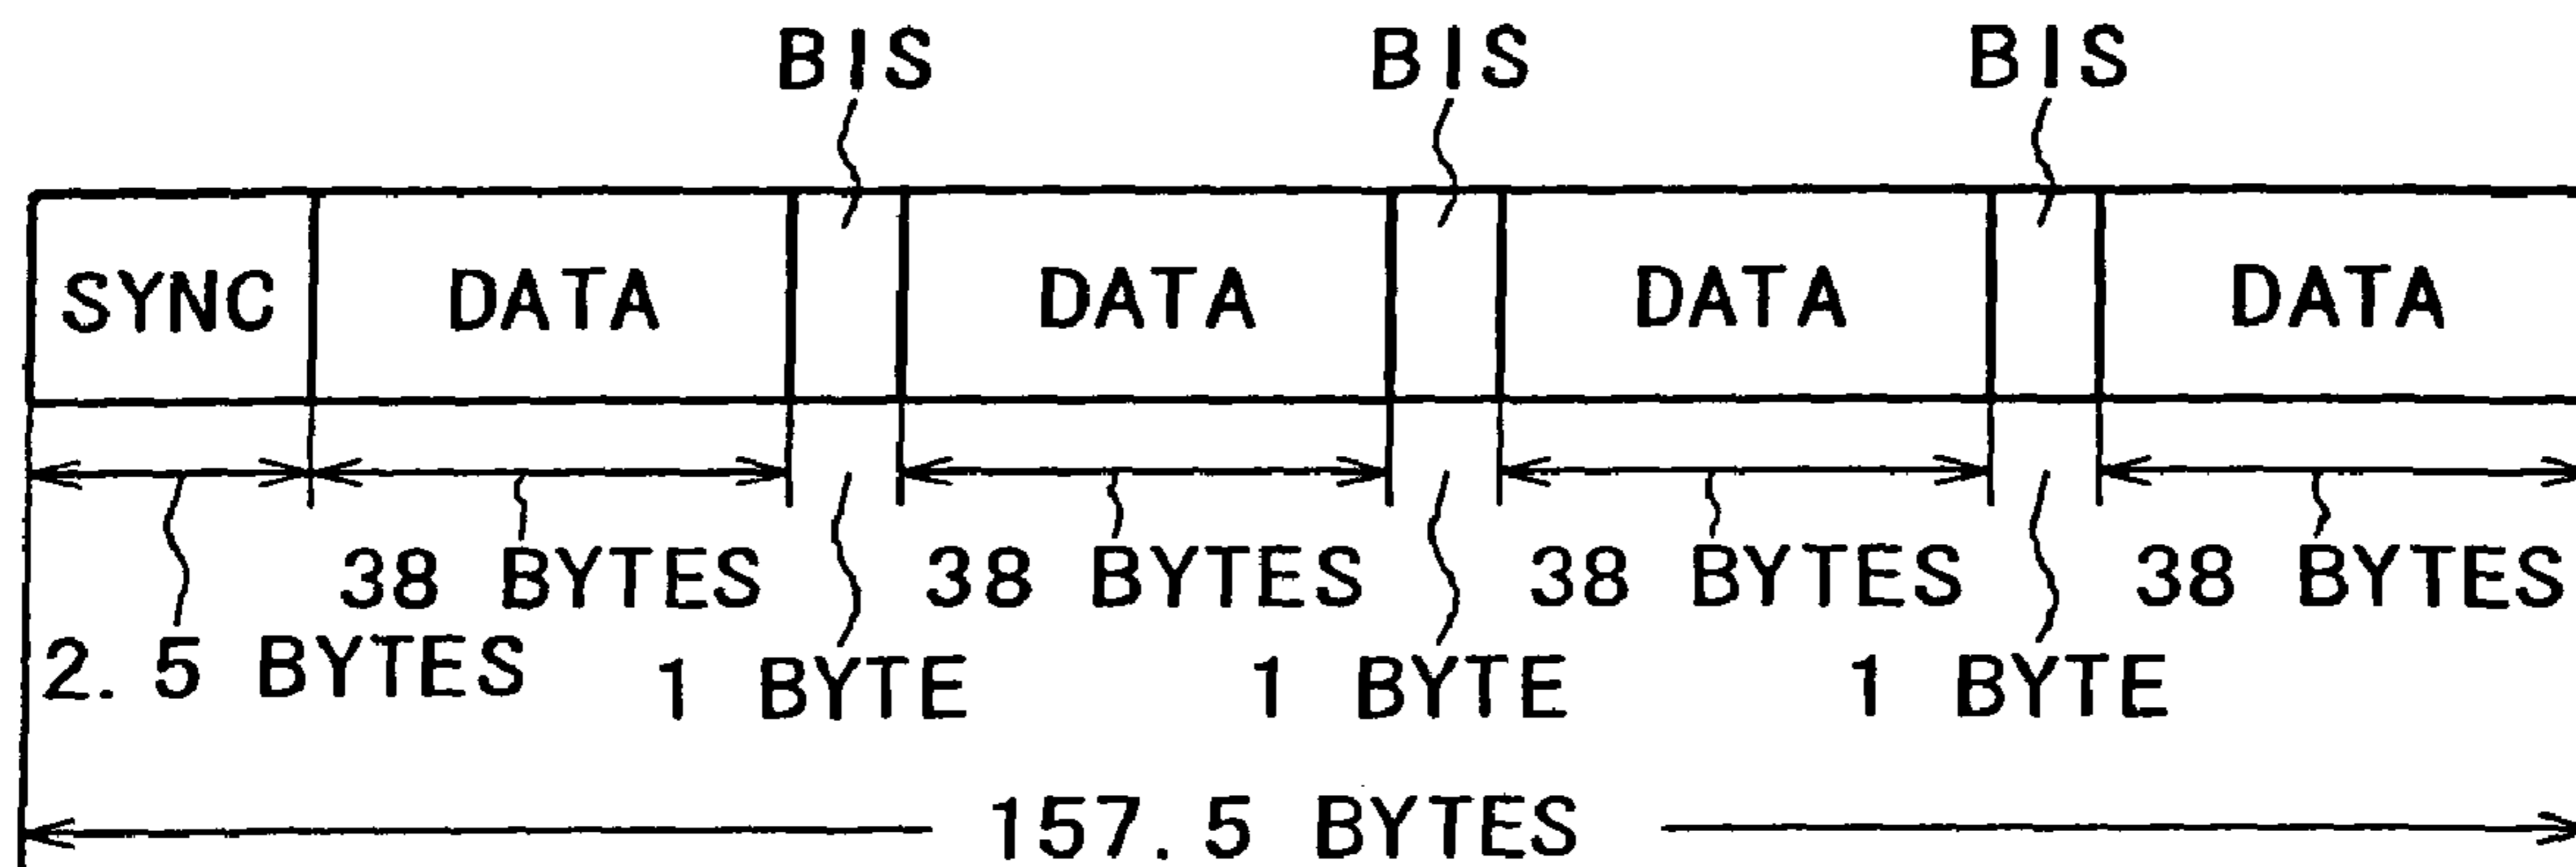 BIS BIS BIS
SYNC DATA DATA DATA DATA
38 BYTES 38 BYTES 38 BYTES 38 BYTES
2.5 BYTES 1 BYTE 1 BYTE 1 BYTE
157.5 BYTES